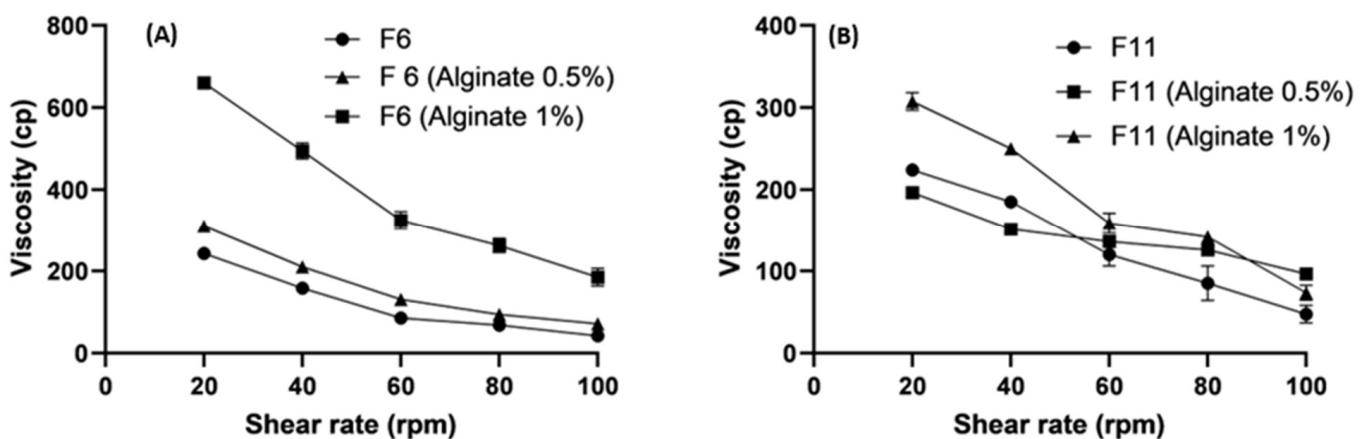 (A)
F6
F 6 (Alginate 0.5%)
F6 (Alginate 1%)
Viscosity (cp)
800
600
400
200
0
0 20 40 60 80 100
Shear rate (rpm)
(B)
F11
F11 (Alginate 0.5%)
F11 (Alginate 1%)
Viscosity (cp)
400
300
200
100
0
0 20 40 60 80 100
Shear rate (rpm)